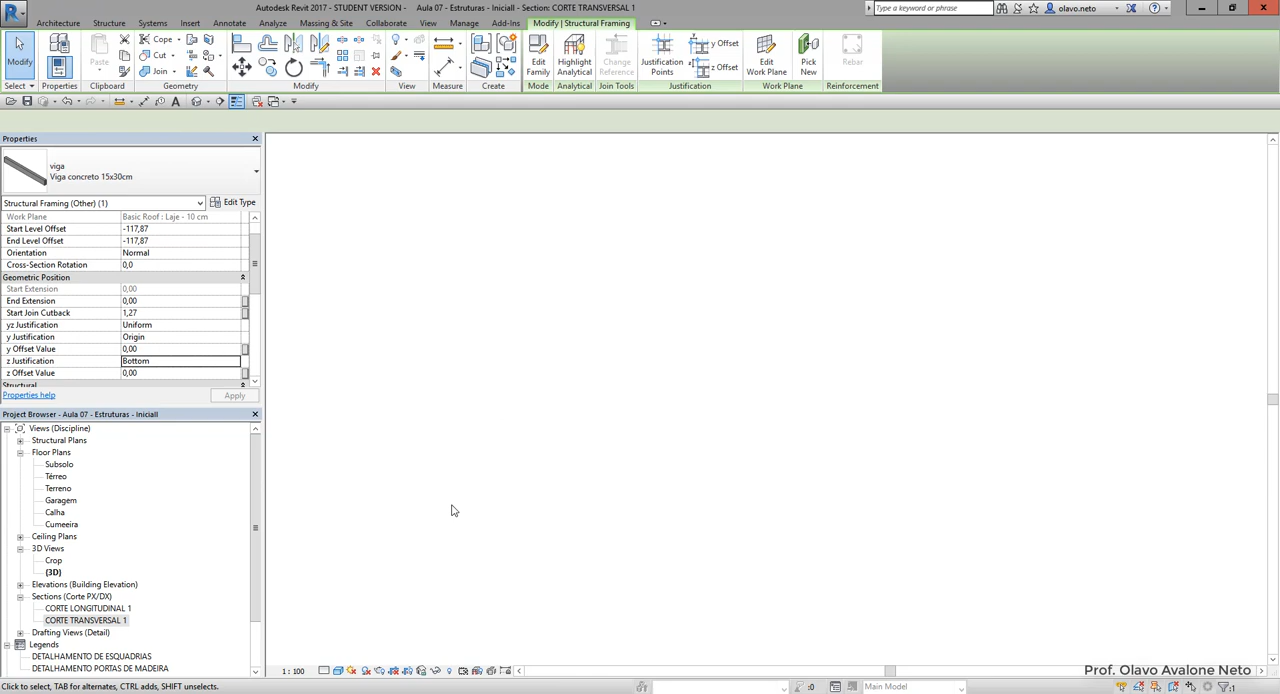 Autodesk Revit 2017 - STUDENT VERSION - Aula 07 - Estruturas - Iniciall - Section: CORTE TRANSVERSAL 1
Type a keyword or phrase
olavo.neto
Architecture Structure Systems Insert Annotate Analyze Massing & Site Collaborate View Manage Add-Ins Modify | Structural Framing
Modify
Paste
Cope
Cut
Join
Edit Family
Highlight Analytical
Change Reference
Justification Points
y Offset
z Offset
Edit Work Plane
Pick New
Rebar
Select Properties Clipboard Geometry Modify View Measure Create Mode Analytical Join Tools Justification Work Plane Reinforcement
Properties
viga
Viga concreto 15x30cm
Structural Framing (Other) (1) Edit Type
Work Plane Basic Roof : Laje - 10 cm
Start Level Offset -117,87
End Level Offset -117,87
Orientation Normal
Cross-Section Rotation 0,0
Geometric Position
Start Extension 0,00
End Extension 0,00
Start Join Cutback 1,27
yz Justification Uniform
y Justification Origin
y Offset Value 0,00
z Justification Bottom
z Offset Value 0,00
Structural
Properties help Apply
Project Browser - Aula 07 - Estruturas - Iniciall
Views (Discipline)
Structural Plans
Floor Plans
Subsolo
Térreo
Terreno
Garagem
Calha
Cumeeira
Ceiling Plans
3D Views
Crop
{3D}
Elevations (Building Elevation)
Sections (Corte PX/DX)
CORTE LONGITUDINAL 1
CORTE TRANSVERSAL 1
Drafting Views (Detail)
Legends
DETALHAMENTO DE ESQUADRIAS
DETALHAMENTO PORTAS DE MADEIRA
1 : 100
Prof. Olavo Avalone Neto
Click to select, TAB for alternates, CTRL adds, SHIFT unselects.
:0
Main Model
:1